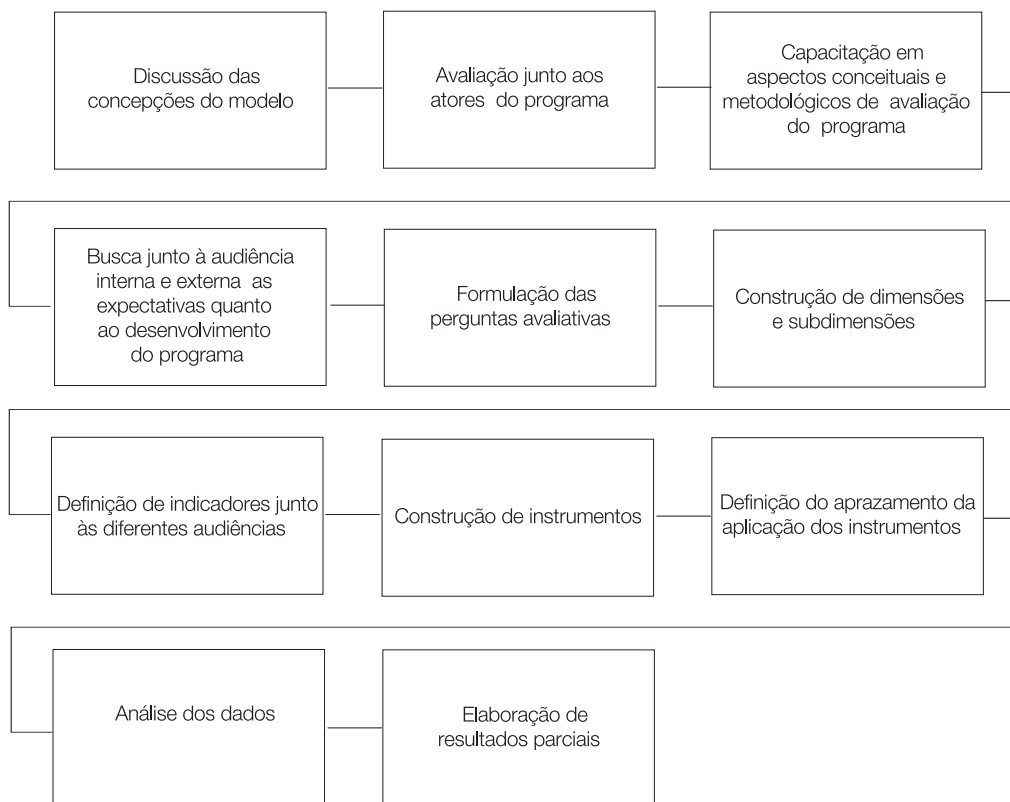 Discussão das
concepções do modelo
Avaliação junto aos
atores do programa
Capacitação em
aspectos conceituais e
metodológicos de avaliação
do programa
Busca junto à audiência
interna e externa as
expectativas quanto
ao desenvolvimento
do programa
Formulação das
perguntas avaliativas
Construção de dimensões
e subdimensões
Definição de indicadores junto
às diferentes audiências
Construção de instrumentos
Definição do aprazamento da
aplicação dos instrumentos
Análise dos dados
Elaboração de
resultados parciais